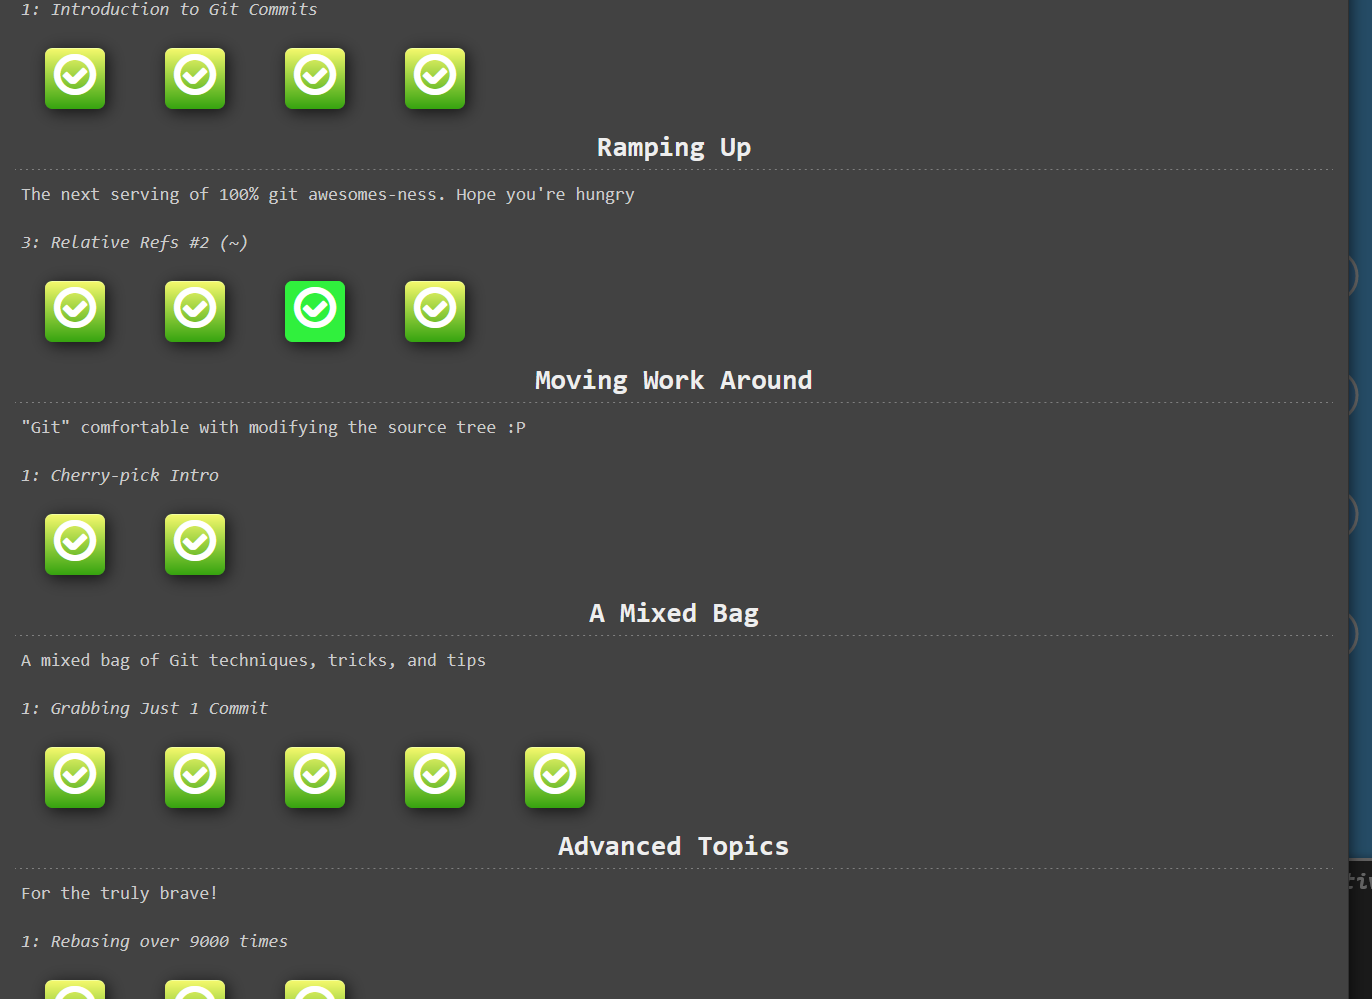 1: Introduction to Git Commits
Ramping Up
The next serving of 100% git awesomes-ness. Hope you're hungry
3: Relative Refs #2 (~)
Moving Work Around
"Git" comfortable with modifying the source tree :P
1: Cherry-pick Intro
A Mixed Bag
A mixed bag of Git techniques, tricks, and tips
1: Grabbing Just 1 Commit
Advanced Topics
For the truly brave!
1: Rebasing over 9000 times